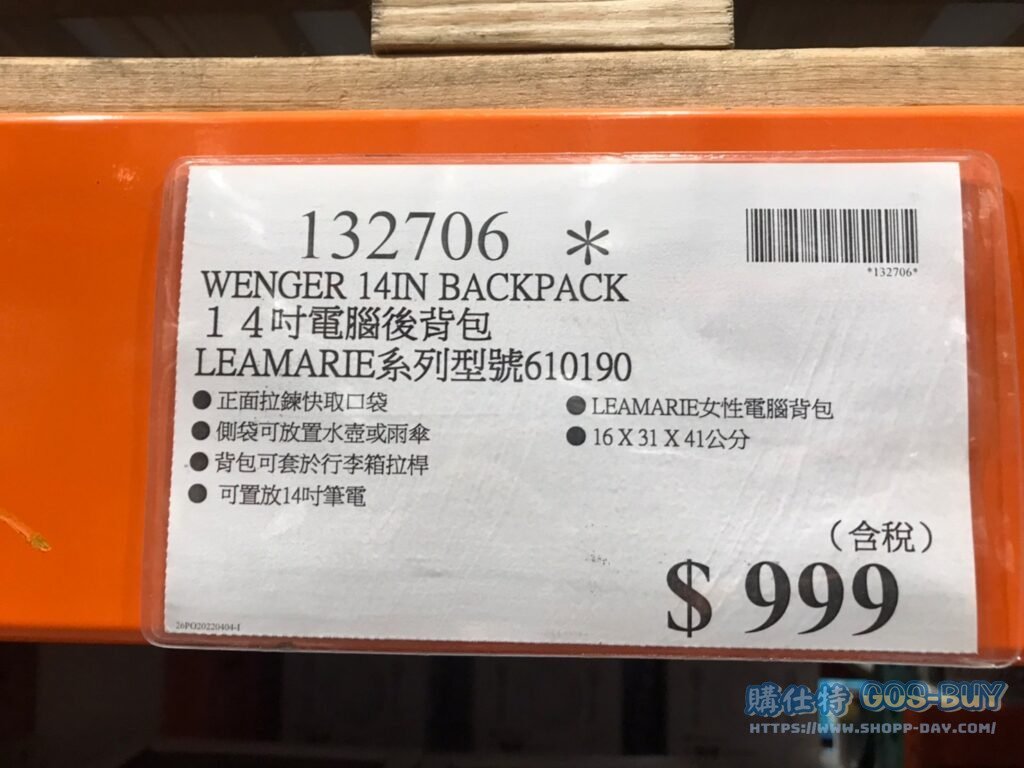 132706 *
*132706*
WENGER 14IN BACKPACK
１４吋電腦後背包
LEAMARIE系列型號610190
● 正面拉鍊快取口袋
● 側袋可放置水壺或雨傘
● 背包可套於行李箱拉桿
● 可置放14吋筆電
● LEAMARIE女性電腦背包
● 16 X 31 X 41公分
（含稅）
$ 999
26PO20220404-I
購仕特 GOS-BUY
HTTPS://WWW.SHOPP-DAY.COM/